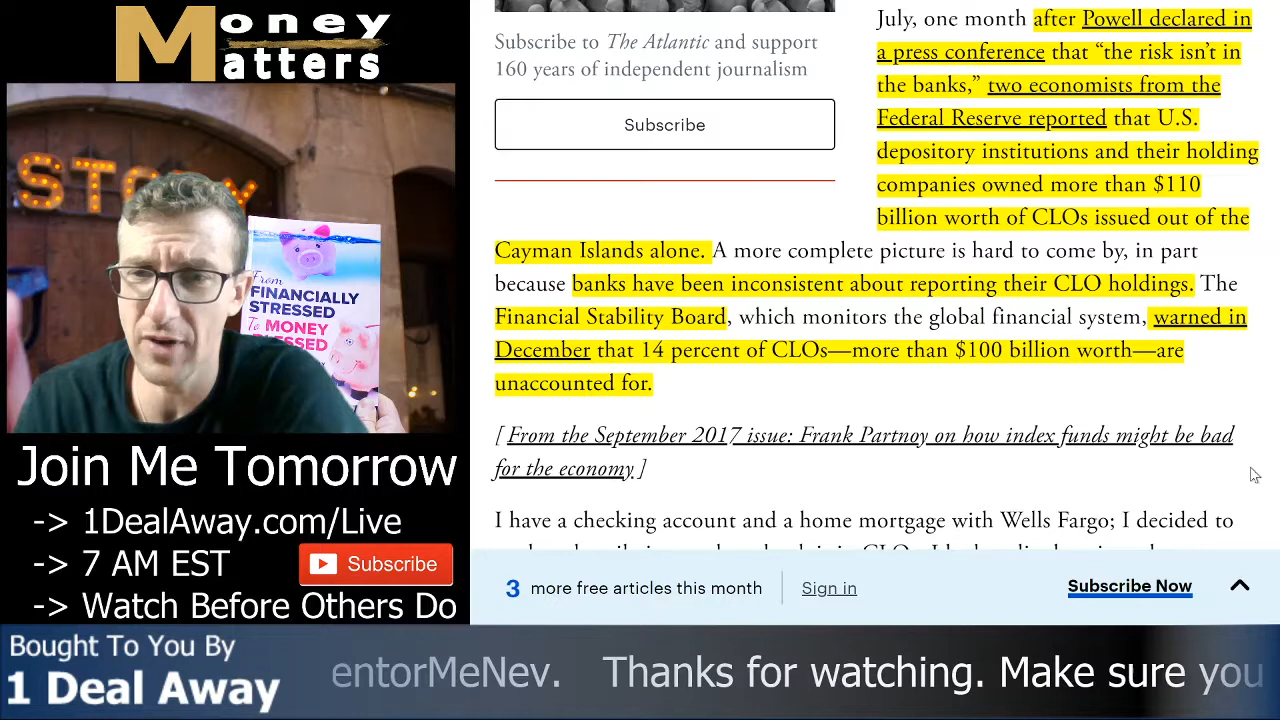 Money
Matters
STORY
From
FINANCIALLY
STRESSED
To MONEY
BLESSED
Join Me Tomorrow
-> 1DealAway.com/Live
-> 7 AM EST
Subscribe
-> Watch Before Others Do
Subscribe to The Atlantic and support
160 years of independent journalism
Subscribe
July, one month after Powell declared in
a press conference that “the risk isn’t in
the banks,” two economists from the
Federal Reserve reported that U.S.
depository institutions and their holding
companies owned more than $110
billion worth of CLOs issued out of the
Cayman Islands alone. A more complete picture is hard to come by, in part
because banks have been inconsistent about reporting their CLO holdings. The
Financial Stability Board, which monitors the global financial system, warned in
December that 14 percent of CLOs—more than $100 billion worth—are
unaccounted for.
[ From the September 2017 issue: Frank Partnoy on how index funds might be bad
for the economy ]
I have a checking account and a home mortgage with Wells Fargo; I decided to
3 more free articles this month
Sign in
Subscribe Now
Bought To You By
1 Deal Away
entorMeNev. Thanks for watching. Make sure you